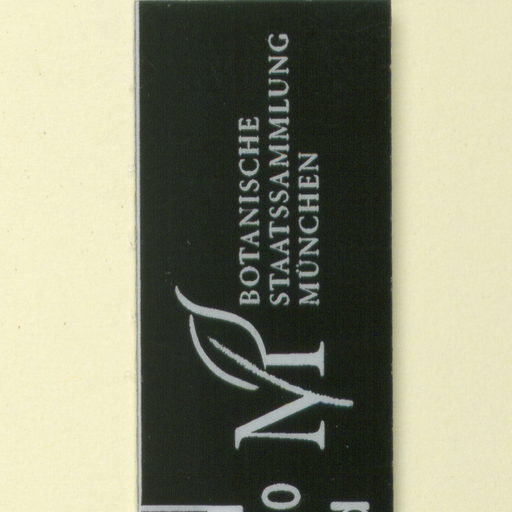 BOTANISCHE
STAATSSAMMLUNG
MÜNCHEN
M